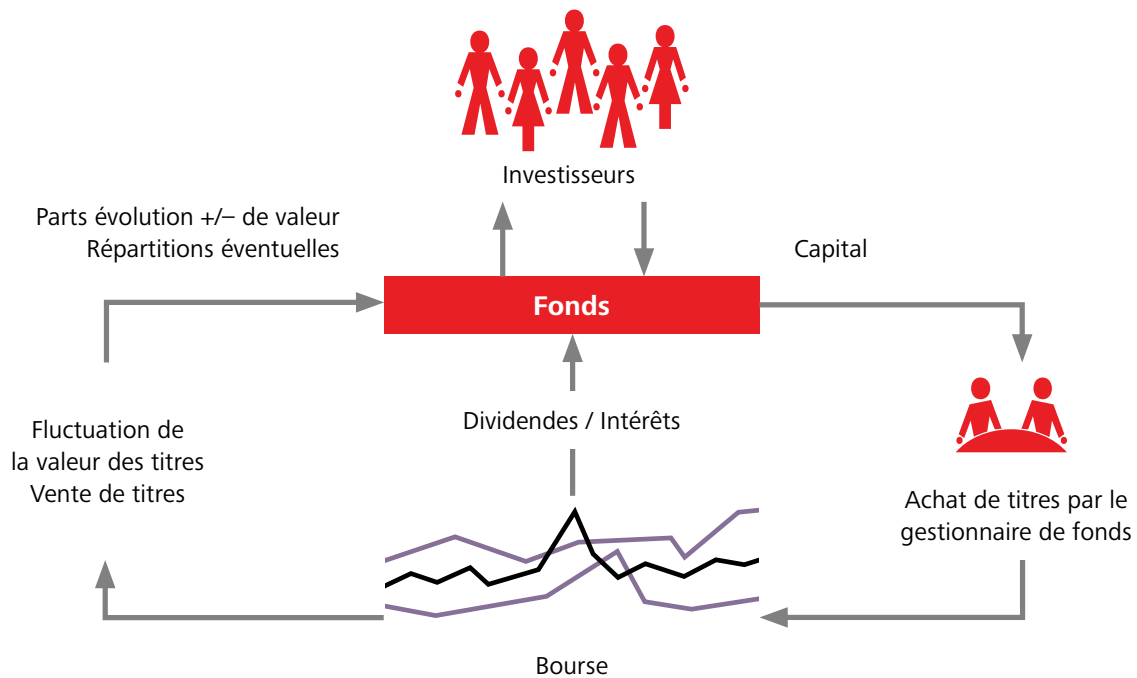 Investisseurs
Parts évolution +/– de valeur
Répartitions éventuelles
Capital
Fonds
Dividendes / Intérêts
Fluctuation de
la valeur des titres
Vente de titres
Achat de titres par le
gestionnaire de fonds
Bourse